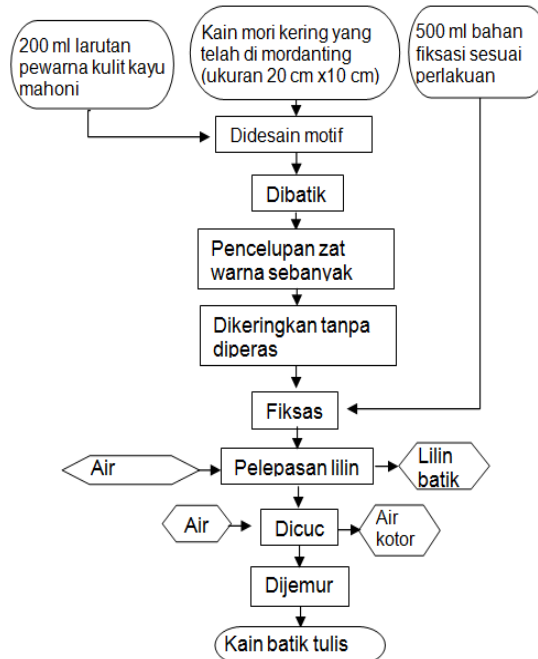 200 ml larutan
pewarna kulit kayu
mahoni
Kain mori kering yang
telah di mordanting
(ukuran 20 cm x10 cm)
500 ml bahan
fiksasi sesuai
perlakuan
Didesain motif
Dibatik
Pencelupan zat
warna sebanyak
Dikeringkan tanpa
diperas
Fiksas
Air
Pelepasan lilin
Lilin
batik
Air
Dicuc
Air
kotor
Dijemur
Kain batik tulis